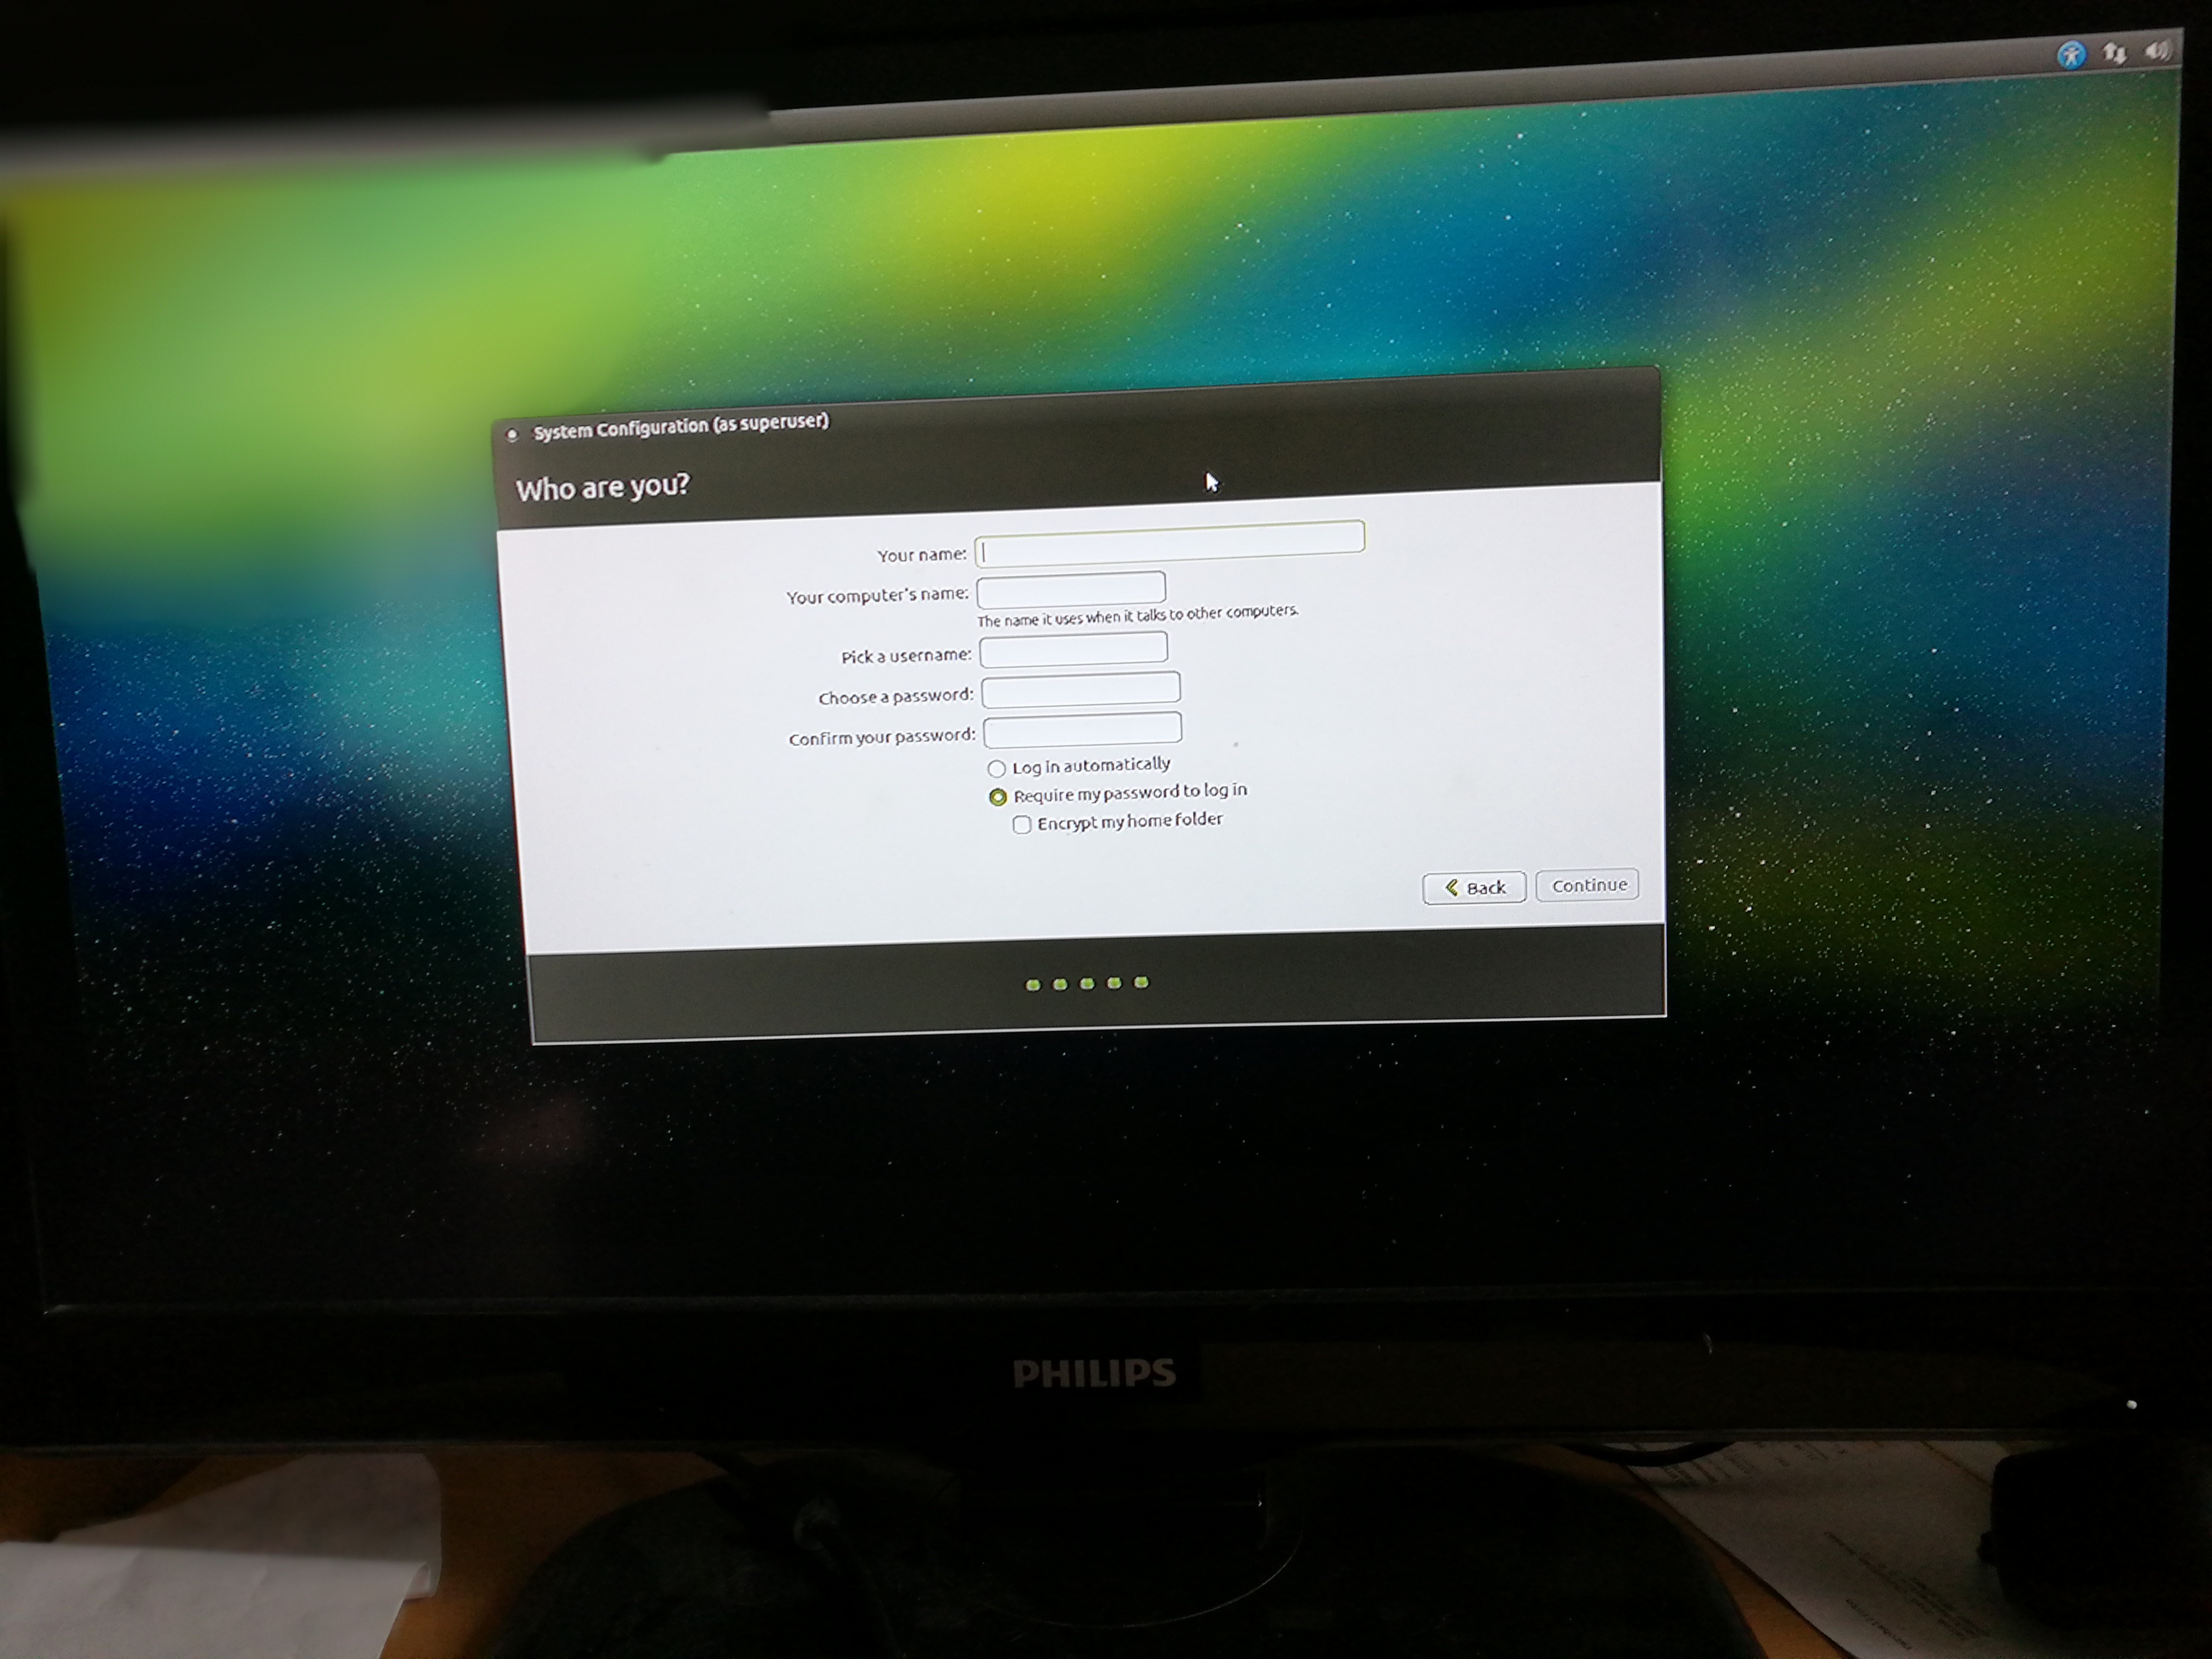 System Configuration (as superuser)
Who are you?
Your name:
Your computer's name:
The name it uses when it talks to other computers.
Pick a username:
Choose a password:
Confirm your password:
Log in automatically
Require my password to log in
Encrypt my home folder
Back Continue
PHILIPS